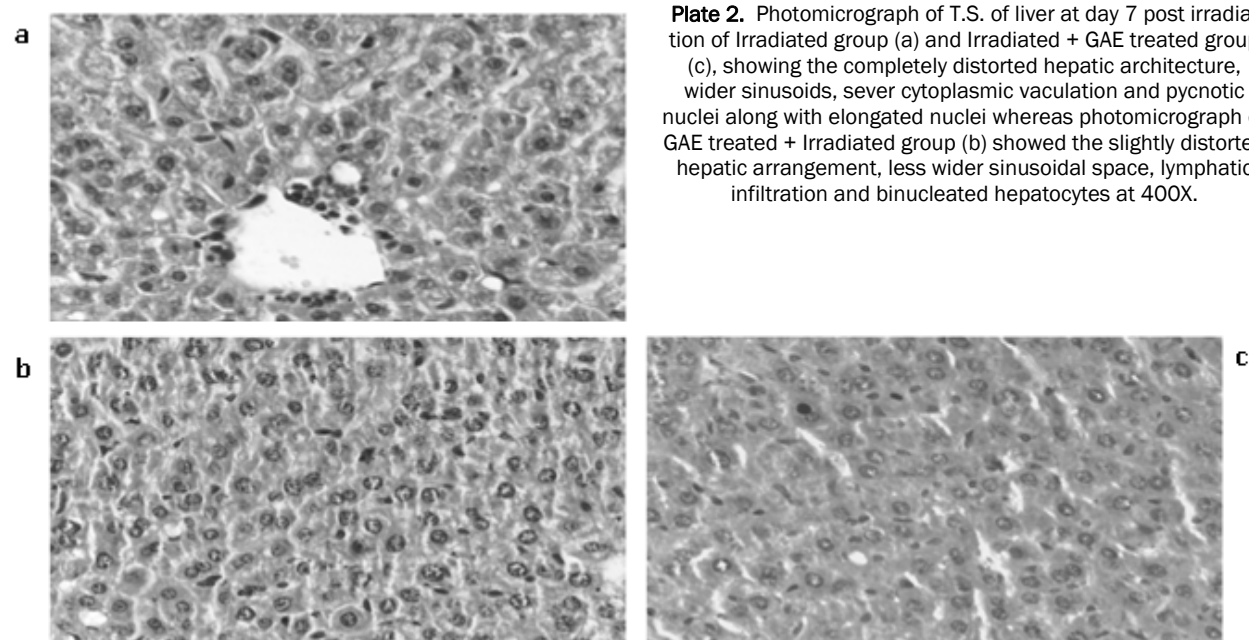 a
Plate 2. Photomicrograph of T.S. of liver at day 7 post irradia
tion of Irradiated group (a) and Irradiated + GAE treated group
(c), showing the completely distorted hepatic architecture,
wider sinusoids, sever cytoplasmic vaculation and pycnotic
nuclei along with elongated nuclei whereas photomicrograph
GAE treated + Irradiated group (b) showed the slightly distorte
hepatic arrangement, less wider sinusoidal space, lymphatic
infiltration and binucleated hepatocytes at 400X.
b
c